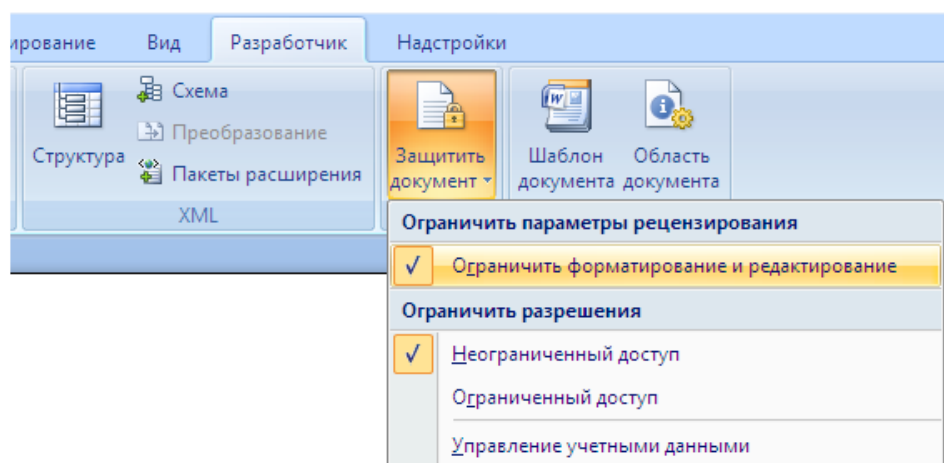 ирование Вид Разработчик Надстройки
Структура
Схема
Преобразование
Пакеты расширения
XML
Защитить
документ
Шаблон
документа
Область
документа
Ограничить параметры рецензирования
Ограничить форматирование и редактирование
Ограничить разрешения
Неограниченный доступ
Ограниченный доступ
Управление учетными данными